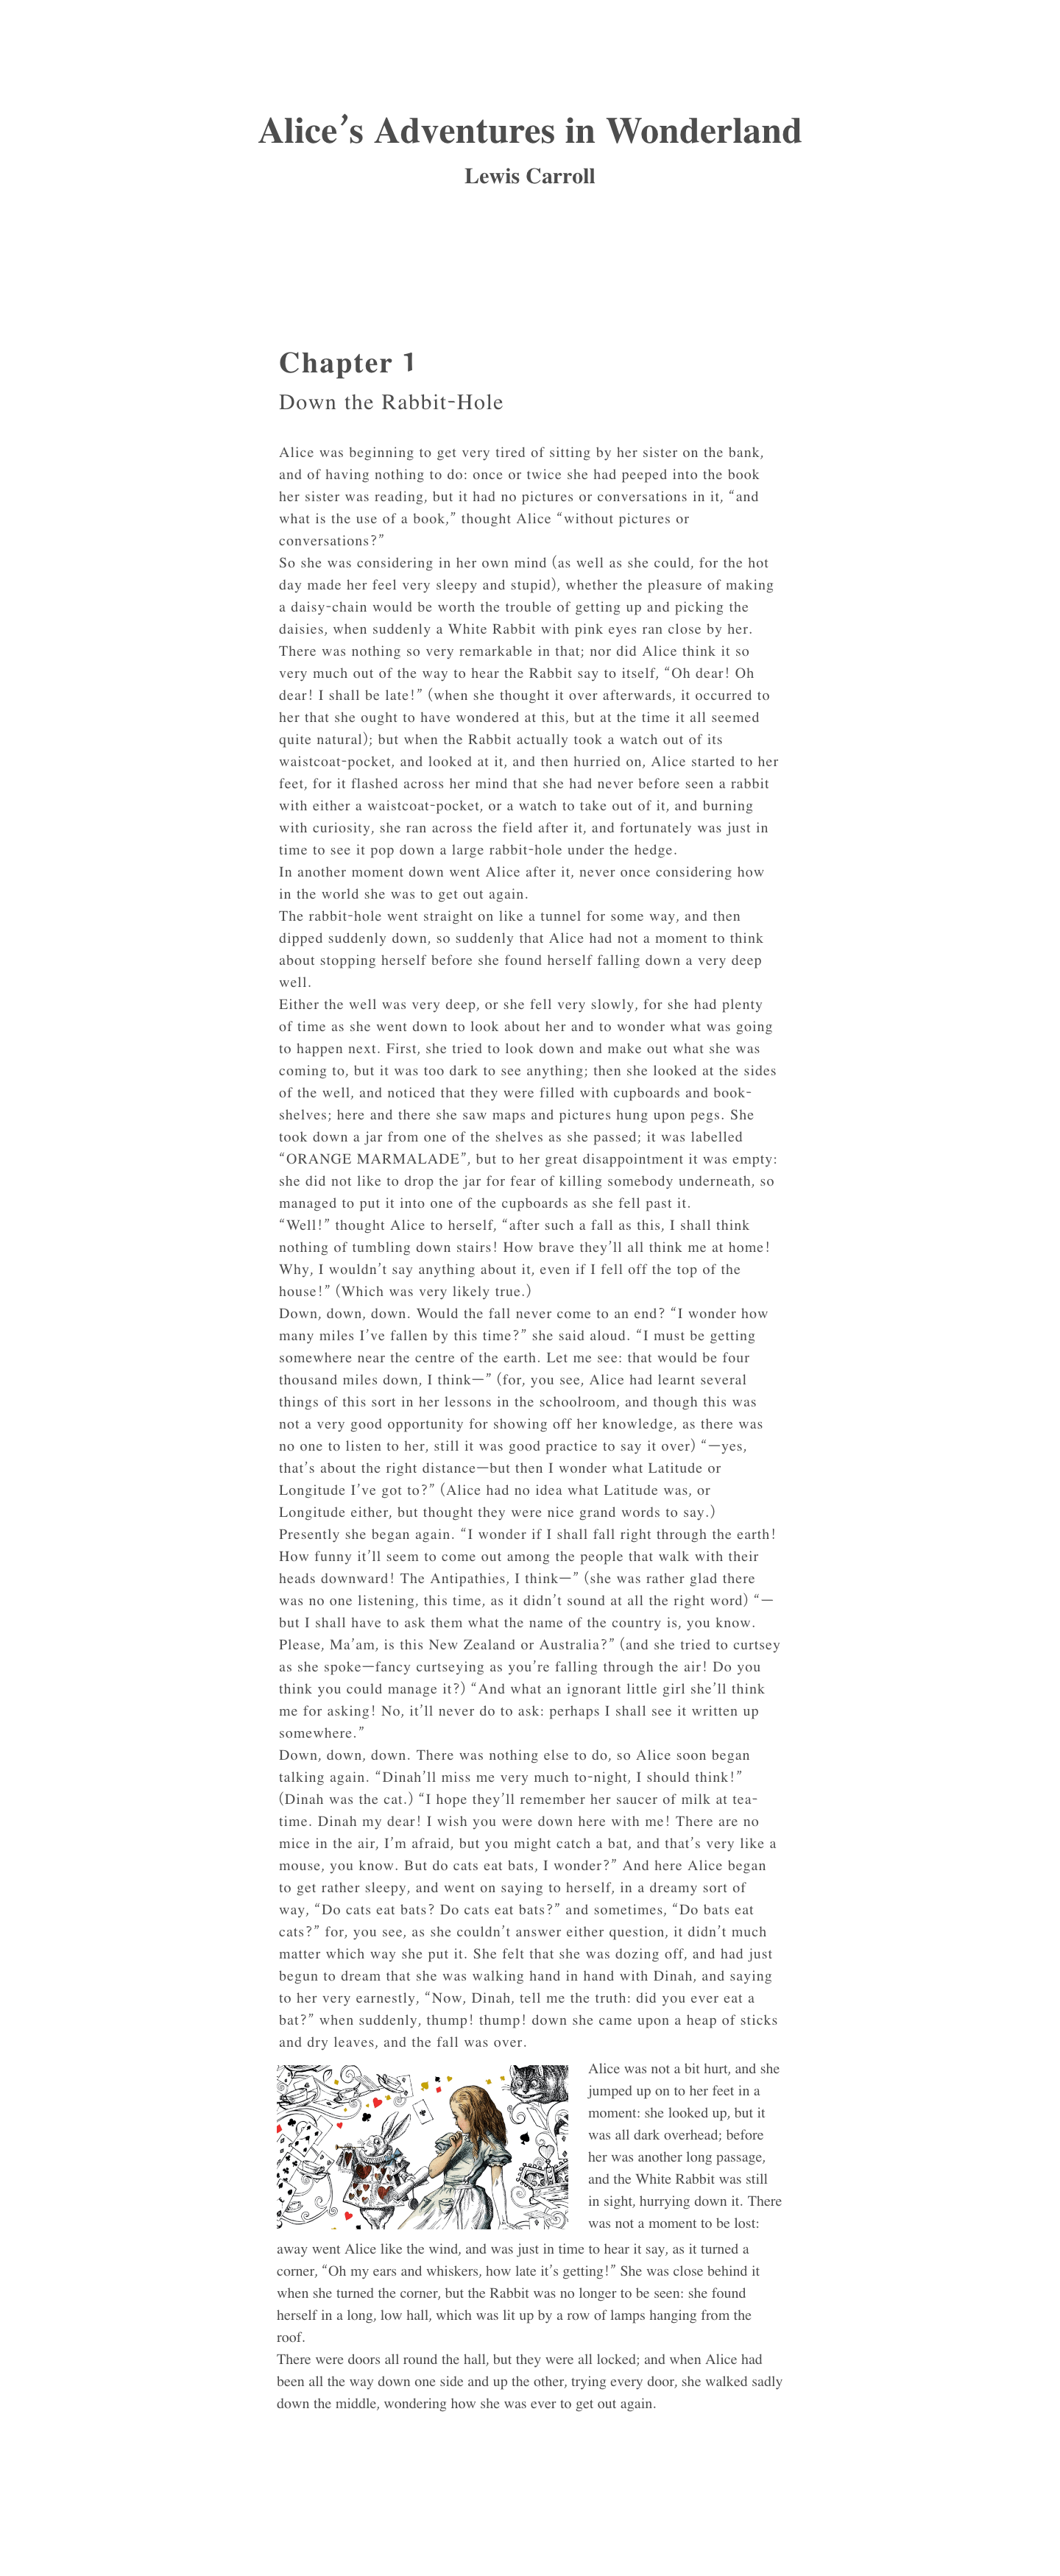 Alice’s Adventures in Wonderland
Lewis Carroll
Chapter 1
Down the Rabbit-Hole
Alice was beginning to get very tired of sitting by her sister on the bank,
and of having nothing to do: once or twice she had peeped into the book
her sister was reading, but it had no pictures or conversations in it, “and
what is the use of a book,” thought Alice “without pictures or
conversations?”
So she was considering in her own mind (as well as she could, for the hot
day made her feel very sleepy and stupid), whether the pleasure of making
a daisy-chain would be worth the trouble of getting up and picking the
daisies, when suddenly a White Rabbit with pink eyes ran close by her.
There was nothing so very remarkable in that; nor did Alice think it so
very much out of the way to hear the Rabbit say to itself, “Oh dear! Oh
dear! I shall be late!” (when she thought it over afterwards, it occurred to
her that she ought to have wondered at this, but at the time it all seemed
quite natural); but when the Rabbit actually took a watch out of its
waistcoat-pocket, and looked at it, and then hurried on, Alice started to her
feet, for it flashed across her mind that she had never before seen a rabbit
with either a waistcoat-pocket, or a watch to take out of it, and burning
with curiosity, she ran across the field after it, and fortunately was just in
time to see it pop down a large rabbit-hole under the hedge.
In another moment down went Alice after it, never once considering how
in the world she was to get out again.
The rabbit-hole went straight on like a tunnel for some way, and then
dipped suddenly down, so suddenly that Alice had not a moment to think
about stopping herself before she found herself falling down a very deep
well.
Either the well was very deep, or she fell very slowly, for she had plenty
of time as she went down to look about her and to wonder what was going
to happen next. First, she tried to look down and make out what she was
coming to, but it was too dark to see anything; then she looked at the sides
of the well, and noticed that they were filled with cupboards and book-
shelves; here and there she saw maps and pictures hung upon pegs. She
took down a jar from one of the shelves as she passed; it was labelled
“ORANGE MARMALADE”, but to her great disappointment it was empty:
she did not like to drop the jar for fear of killing somebody underneath, so
managed to put it into one of the cupboards as she fell past it.
“Well!” thought Alice to herself, “after such a fall as this, I shall think
nothing of tumbling down stairs! How brave they’ll all think me at home!
Why, I wouldn’t say anything about it, even if I fell off the top of the
house!” (Which was very likely true.)
Down, down, down. Would the fall never come to an end? “I wonder how
many miles I’ve fallen by this time?” she said aloud. “I must be getting
somewhere near the centre of the earth. Let me see: that would be four
thousand miles down, I think—” (for, you see, Alice had learnt several
things of this sort in her lessons in the schoolroom, and though this was
not a very good opportunity for showing off her knowledge, as there was
no one to listen to her, still it was good practice to say it over) “—yes,
that’s about the right distance—but then I wonder what Latitude or
Longitude I’ve got to?” (Alice had no idea what Latitude was, or
Longitude either, but thought they were nice grand words to say.)
Presently she began again. “I wonder if I shall fall right through the earth!
How funny it’ll seem to come out among the people that walk with their
heads downward! The Antipathies, I think—” (she was rather glad there
was no one listening, this time, as it didn’t sound at all the right word) “—
but I shall have to ask them what the name of the country is, you know.
Please, Ma’am, is this New Zealand or Australia?” (and she tried to curtsey
as she spoke—fancy curtseying as you’re falling through the air! Do you
think you could manage it?) “And what an ignorant little girl she’ll think
me for asking! No, it’ll never do to ask: perhaps I shall see it written up
somewhere.”
Down, down, down. There was nothing else to do, so Alice soon began
talking again. “Dinah’ll miss me very much to-night, I should think!”
(Dinah was the cat.) “I hope they’ll remember her saucer of milk at tea-
time. Dinah my dear! I wish you were down here with me! There are no
mice in the air, I’m afraid, but you might catch a bat, and that’s very like a
mouse, you know. But do cats eat bats, I wonder?” And here Alice began
to get rather sleepy, and went on saying to herself, in a dreamy sort of
way, “Do cats eat bats? Do cats eat bats?” and sometimes, “Do bats eat
cats?” for, you see, as she couldn’t answer either question, it didn’t much
matter which way she put it. She felt that she was dozing off, and had just
begun to dream that she was walking hand in hand with Dinah, and saying
to her very earnestly, “Now, Dinah, tell me the truth: did you ever eat a
bat?” when suddenly, thump! thump! down she came upon a heap of sticks
and dry leaves, and the fall was over.
Alice was not a bit hurt, and she
jumped up on to her feet in a
moment: she looked up, but it
was all dark overhead; before
her was another long passage,
and the White Rabbit was still
in sight, hurrying down it. There
was not a moment to be lost:
away went Alice like the wind, and was just in time to hear it say, as it turned a
corner, “Oh my ears and whiskers, how late it’s getting!” She was close behind it
when she turned the corner, but the Rabbit was no longer to be seen: she found
herself in a long, low hall, which was lit up by a row of lamps hanging from the
roof.
There were doors all round the hall, but they were all locked; and when Alice had
been all the way down one side and up the other, trying every door, she walked sadly
down the middle, wondering how she was ever to get out again.